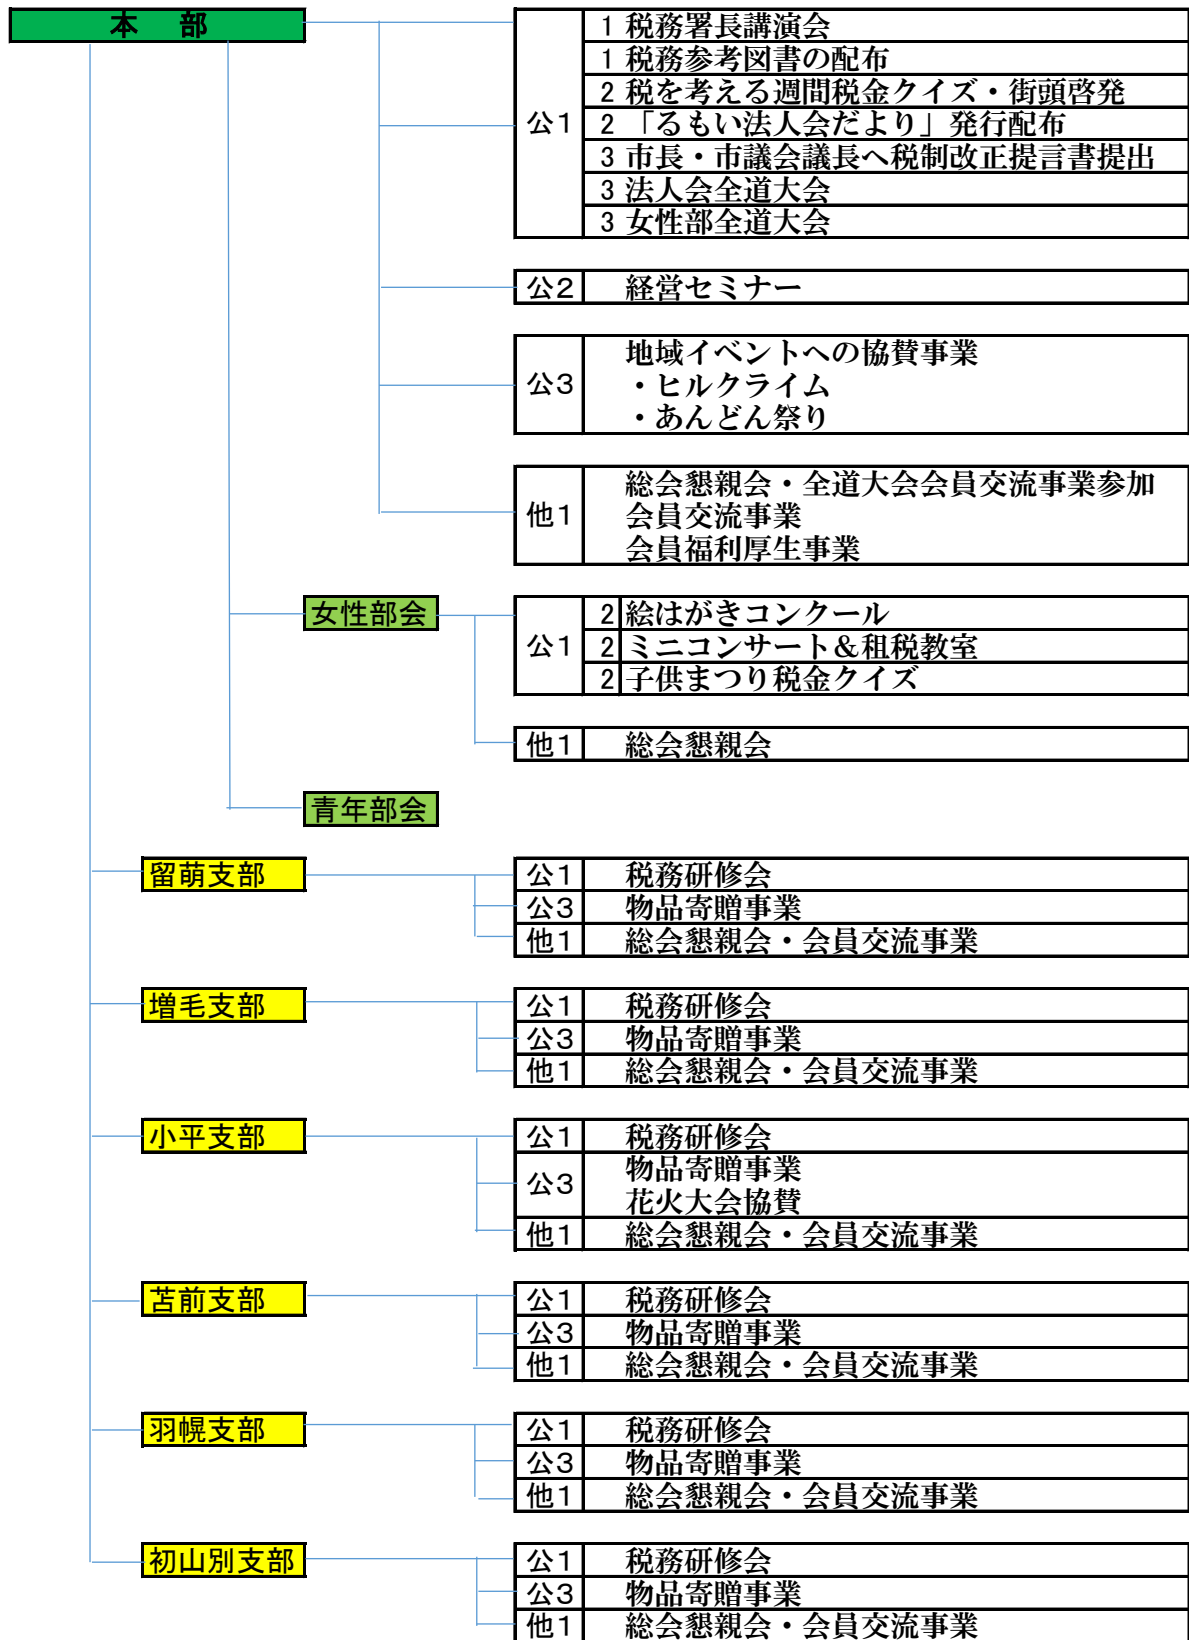 本　部
公1
1 税務署長講演会
1 税務参考図書の配布
2 税を考える週間税金クイズ・街頭啓発
2 「るもい法人会だより」発行配布
3 市長・市議会議長へ税制改正提言書提出
3 法人会全道大会
3 女性部全道大会
公2 経営セミナー
公3
地域イベントへの協賛事業
・ヒルクライム
・あんどん祭り
他1
総会懇親会・全道大会会員交流事業参加
会員交流事業
会員福利厚生事業
女性部会
公1
2 絵はがきコンクール
2 ミニコンサート＆租税教室
2 子供まつり税金クイズ
他1 総会懇親会
青年部会
留萌支部
公1 税務研修会
公3 物品寄贈事業
他1 総会懇親会・会員交流事業
増毛支部
公1 税務研修会
公3 物品寄贈事業
他1 総会懇親会・会員交流事業
小平支部
公1 税務研修会
公3
物品寄贈事業
花火大会協賛
他1 総会懇親会・会員交流事業
苫前支部
公1 税務研修会
公3 物品寄贈事業
他1 総会懇親会・会員交流事業
羽幌支部
公1 税務研修会
公3 物品寄贈事業
他1 総会懇親会・会員交流事業
初山別支部
公1 税務研修会
公3 物品寄贈事業
他1 総会懇親会・会員交流事業